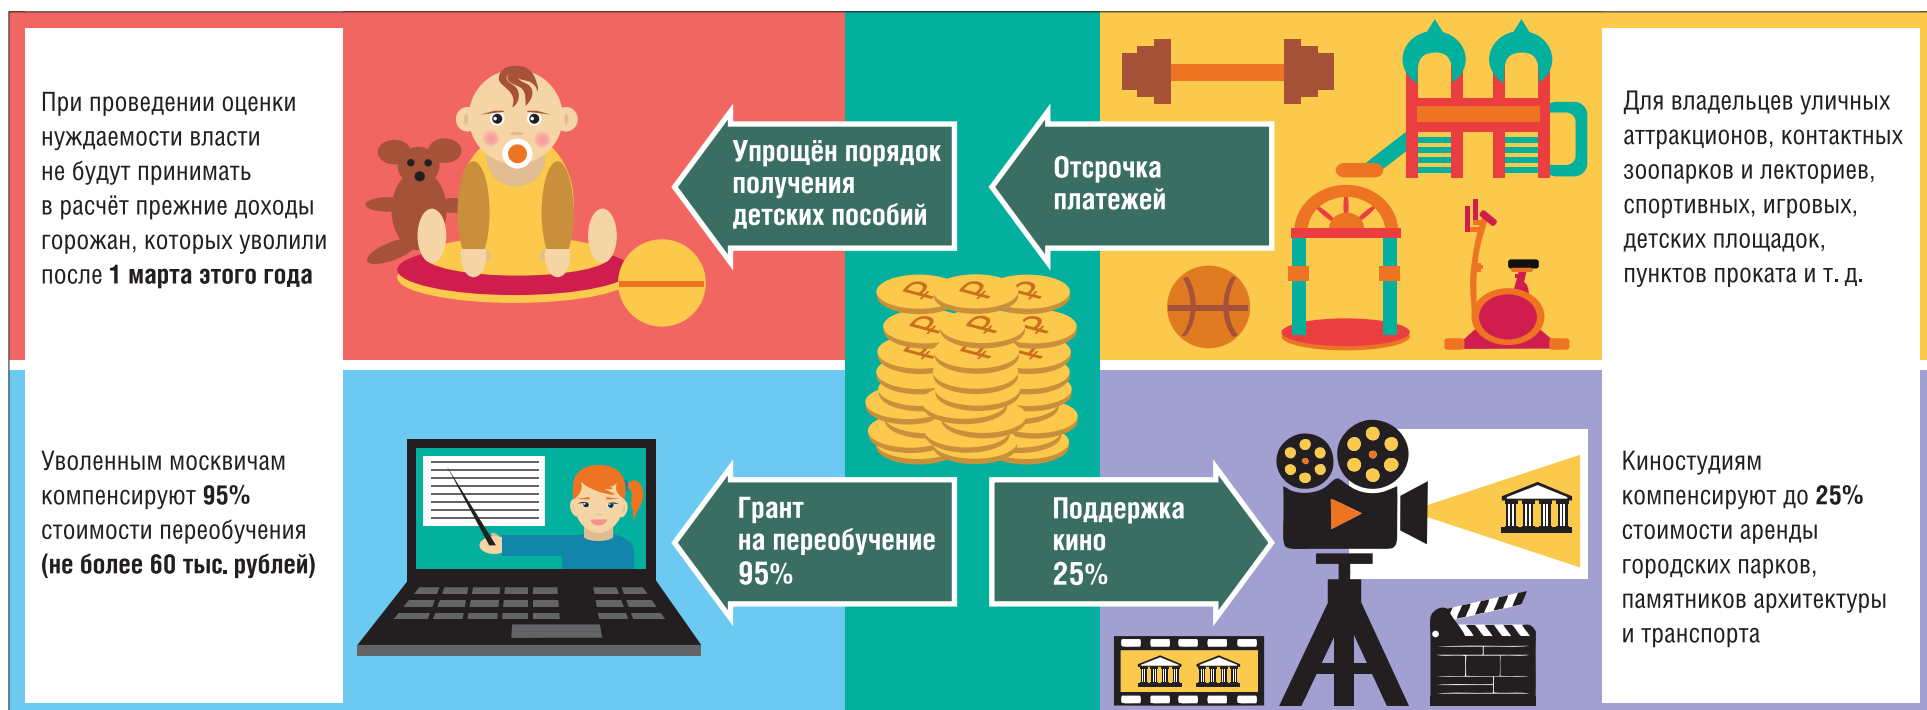 При проведении оценки
нуждаемости власти
не будут принимать
в расчёт прежние доходы
горожан, которых уволили
после 1 марта этого года
Упрощён порядок
получения
детских пособий
Отсрочка
платежей
Для владельцев уличных
аттракционов, контактных
зоопарков и лекториев,
спортивных, игровых,
детских площадок,
пунктов проката и т. д.
Уволенным москвичам
компенсируют 95%
стоимости переобучения
(не более 60 тыс. рублей)
Грант
на переобучение
95%
Поддержка
кино
25%
Киностудиям
компенсируют до 25%
стоимости аренды
городских парков,
памятников архитектуры
и транспорта